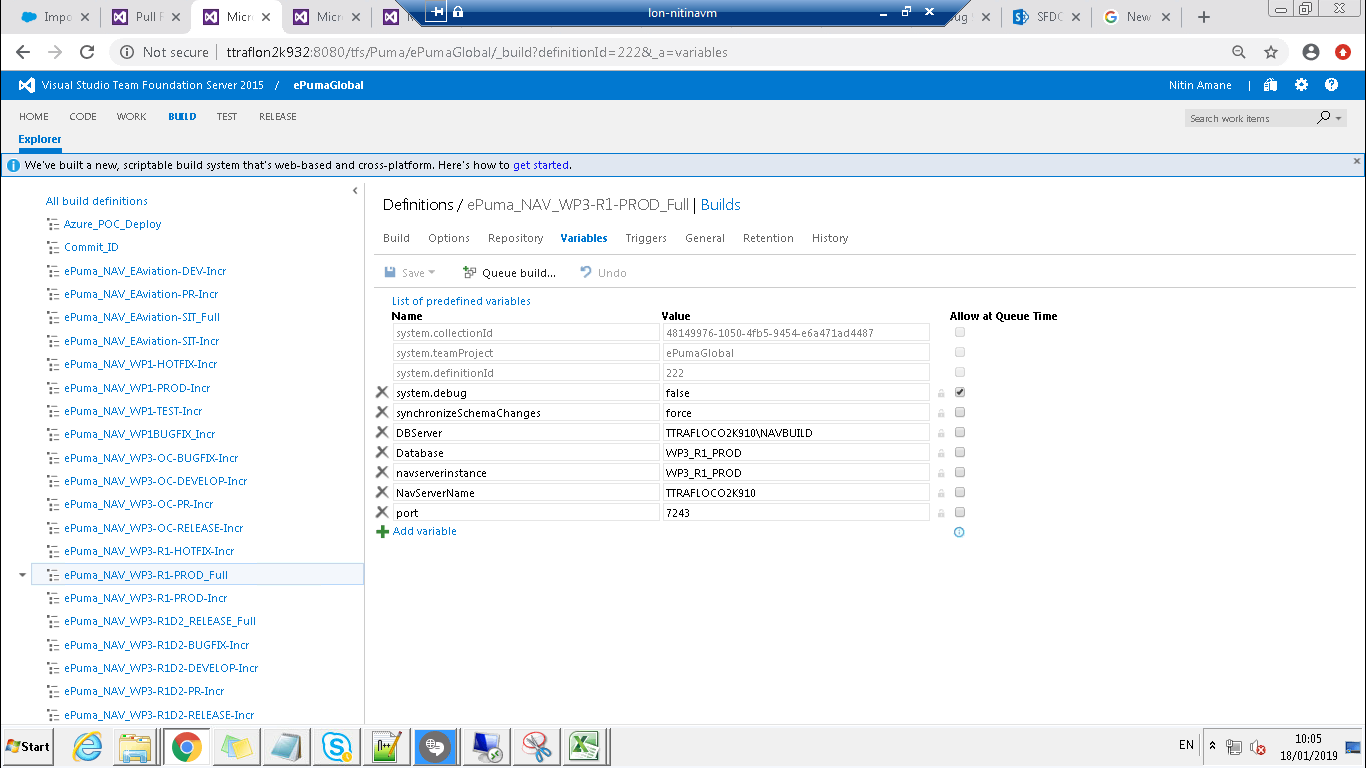 Impo
Pull F
Micro
Micro
lon-nitinavm
SFDC
New
Not secure
ttraflon2k932:8080/tfs/Puma/ePumaGlobal/_build?definitionId=222&_a=variables
Visual Studio Team Foundation Server 2015 / ePumaGlobal
Nitin Amane
HOME CODE WORK BUILD TEST RELEASE
Search work items
Explorer
We've built a new, scriptable build system that's web-based and cross-platform. Here's how to get started.
All build definitions
Azure_POC_Deploy
Commit_ID
ePuma_NAV_EAviation-DEV-Incr
ePuma_NAV_EAviation-PR-Incr
ePuma_NAV_EAviation-SIT_Full
ePuma_NAV_EAviation-SIT-Incr
ePuma_NAV_WP1-HOTFIX-Incr
ePuma_NAV_WP1-PROD-Incr
ePuma_NAV_WP1-TEST-Incr
ePuma_NAV_WP1BUGFIX_Incr
ePuma_NAV_WP3-OC-BUGFIX-Incr
ePuma_NAV_WP3-OC-DEVELOP-Incr
ePuma_NAV_WP3-OC-PR-Incr
ePuma_NAV_WP3-OC-RELEASE-Incr
ePuma_NAV_WP3-R1-HOTFIX-Incr
ePuma_NAV_WP3-R1-PROD_Full
ePuma_NAV_WP3-R1-PROD-Incr
ePuma_NAV_WP3-R1D2_RELEASE_Full
ePuma_NAV_WP3-R1D2-BUGFIX-Incr
ePuma_NAV_WP3-R1D2-DEVELOP-Incr
ePuma_NAV_WP3-R1D2-PR-Incr
ePuma_NAV_WP3-R1D2-RELEASE-Incr
Definitions / ePuma_NAV_WP3-R1-PROD_Full | Builds
Build Options Repository Variables Triggers General Retention History
Save Queue build... Undo
List of predefined variables
Name Value Allow at Queue Time
system.collectionId 48149976-1050-4fb5-9454-e6a471ad4487
system.teamProject ePumaGlobal
system.definitionId 222
system.debug false
synchronizeSchemaChanges force
DBServer TTRAFLOCO2K910\NAVBUILD
Database WP3_R1_PROD
navserverinstance WP3_R1_PROD
NavServerName TTRAFLOCO2K910
port 7243
Add variable
Start
EN
10:05
18/01/2019